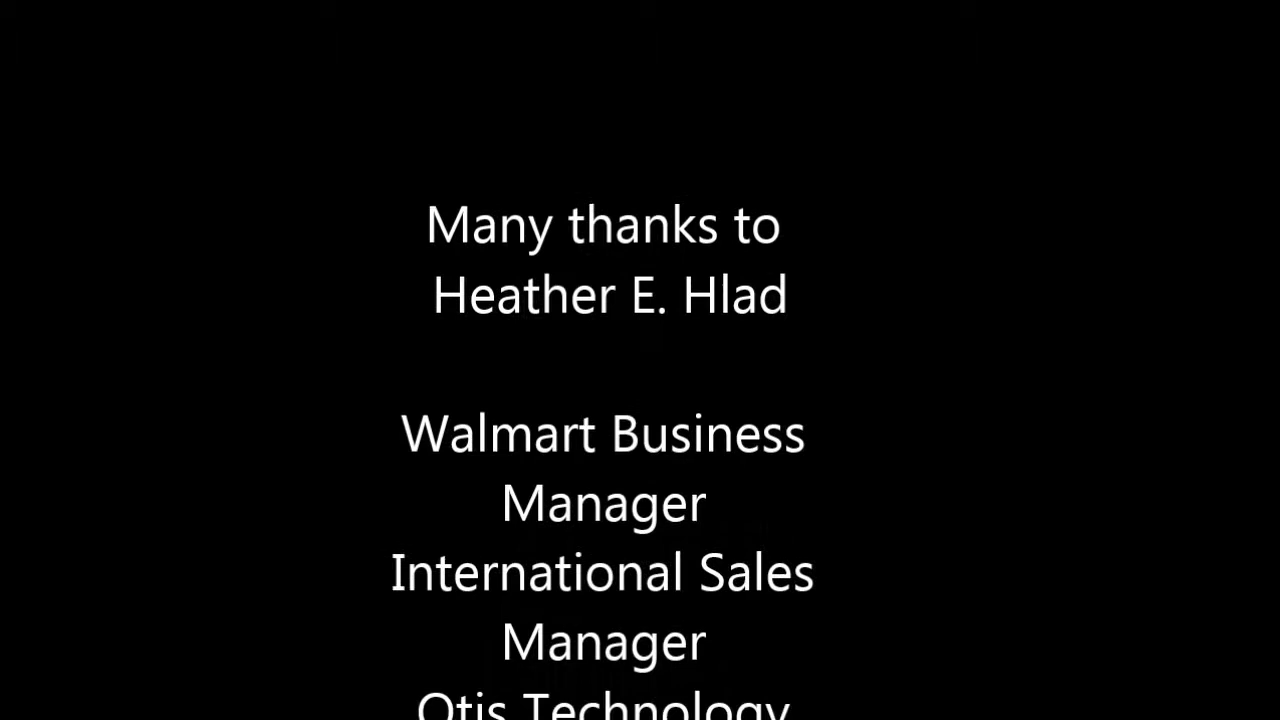 Many thanks to
Heather E. Hlad
Walmart Business
Manager
International Sales
Manager
Otis Technology